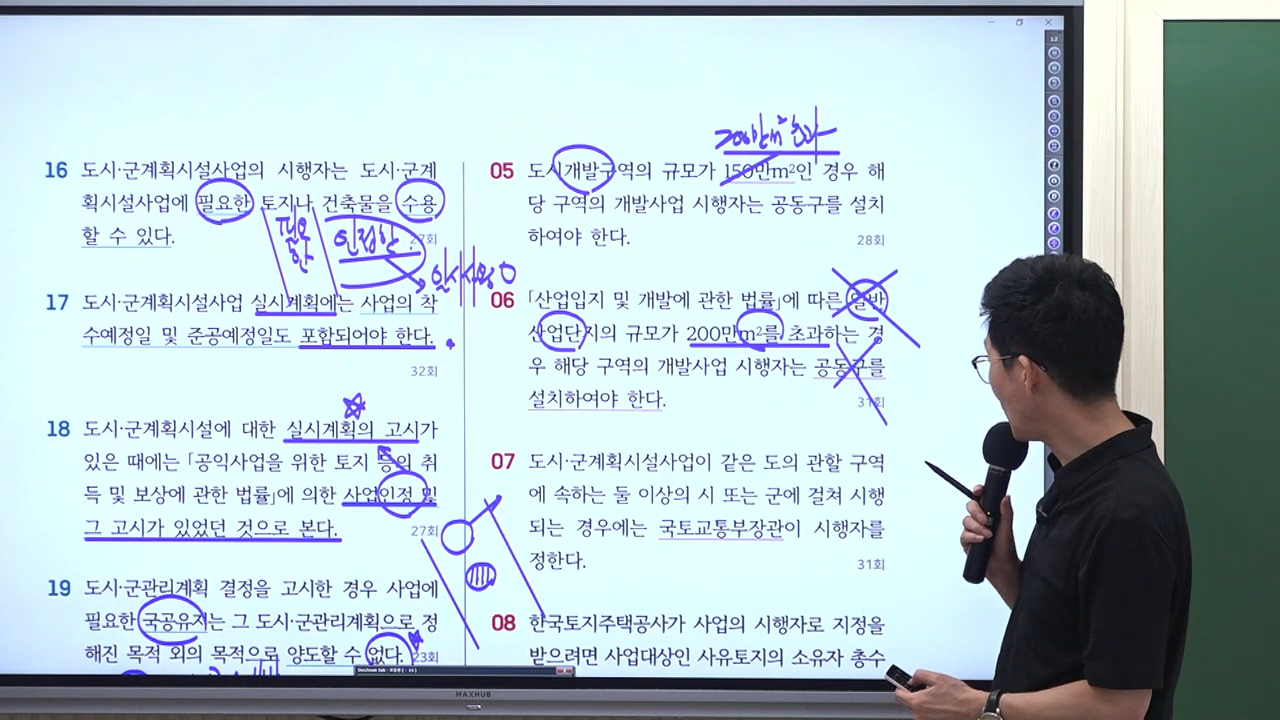 16 도시·군계획시설사업의 시행자는 도시·군계
획시설사업에 필요한 토지나 건축물을 수용
할 수 있다. 27회
필요
한
인접한
일시사용 O
17 도시·군계획시설사업 실시계획에는 사업의 착
수예정일 및 준공예정일도 포함되어야 한다.
32회
18 도시·군계획시설에 대한 실시계획의 고시가
있은 때에는 「공익사업을 위한 토지 등의 취
득 및 보상에 관한 법률」에 의한 사업인정 및
그 고시가 있었던 것으로 본다. 27회
19 도시·군관리계획 결정을 고시한 경우 사업에
필요한 국공유지는 그 도시·군관리계획으로 정
해진 목적 외의 목적으로 양도할 수 없다. 23회
200만m² 초과
05 도시개발구역의 규모가 150만m²인 경우 해
당 구역의 개발사업 시행자는 공동구를 설치
하여야 한다. 28회
06 「산업입지 및 개발에 관한 법률」에 따른 일반
산업단지의 규모가 200만m²를 초과하는 경
우 해당 구역의 개발사업 시행자는 공동구를
설치하여야 한다. 31회
07 도시·군계획시설사업이 같은 도의 관할 구역
에 속하는 둘 이상의 시 또는 군에 걸쳐 시행
되는 경우에는 국토교통부장관이 시행자를
정한다. 31회
08 한국토지주택공사가 사업의 시행자로 지정을
받으려면 사업대상인 사유토지의 소유자 총수
MAXHUB